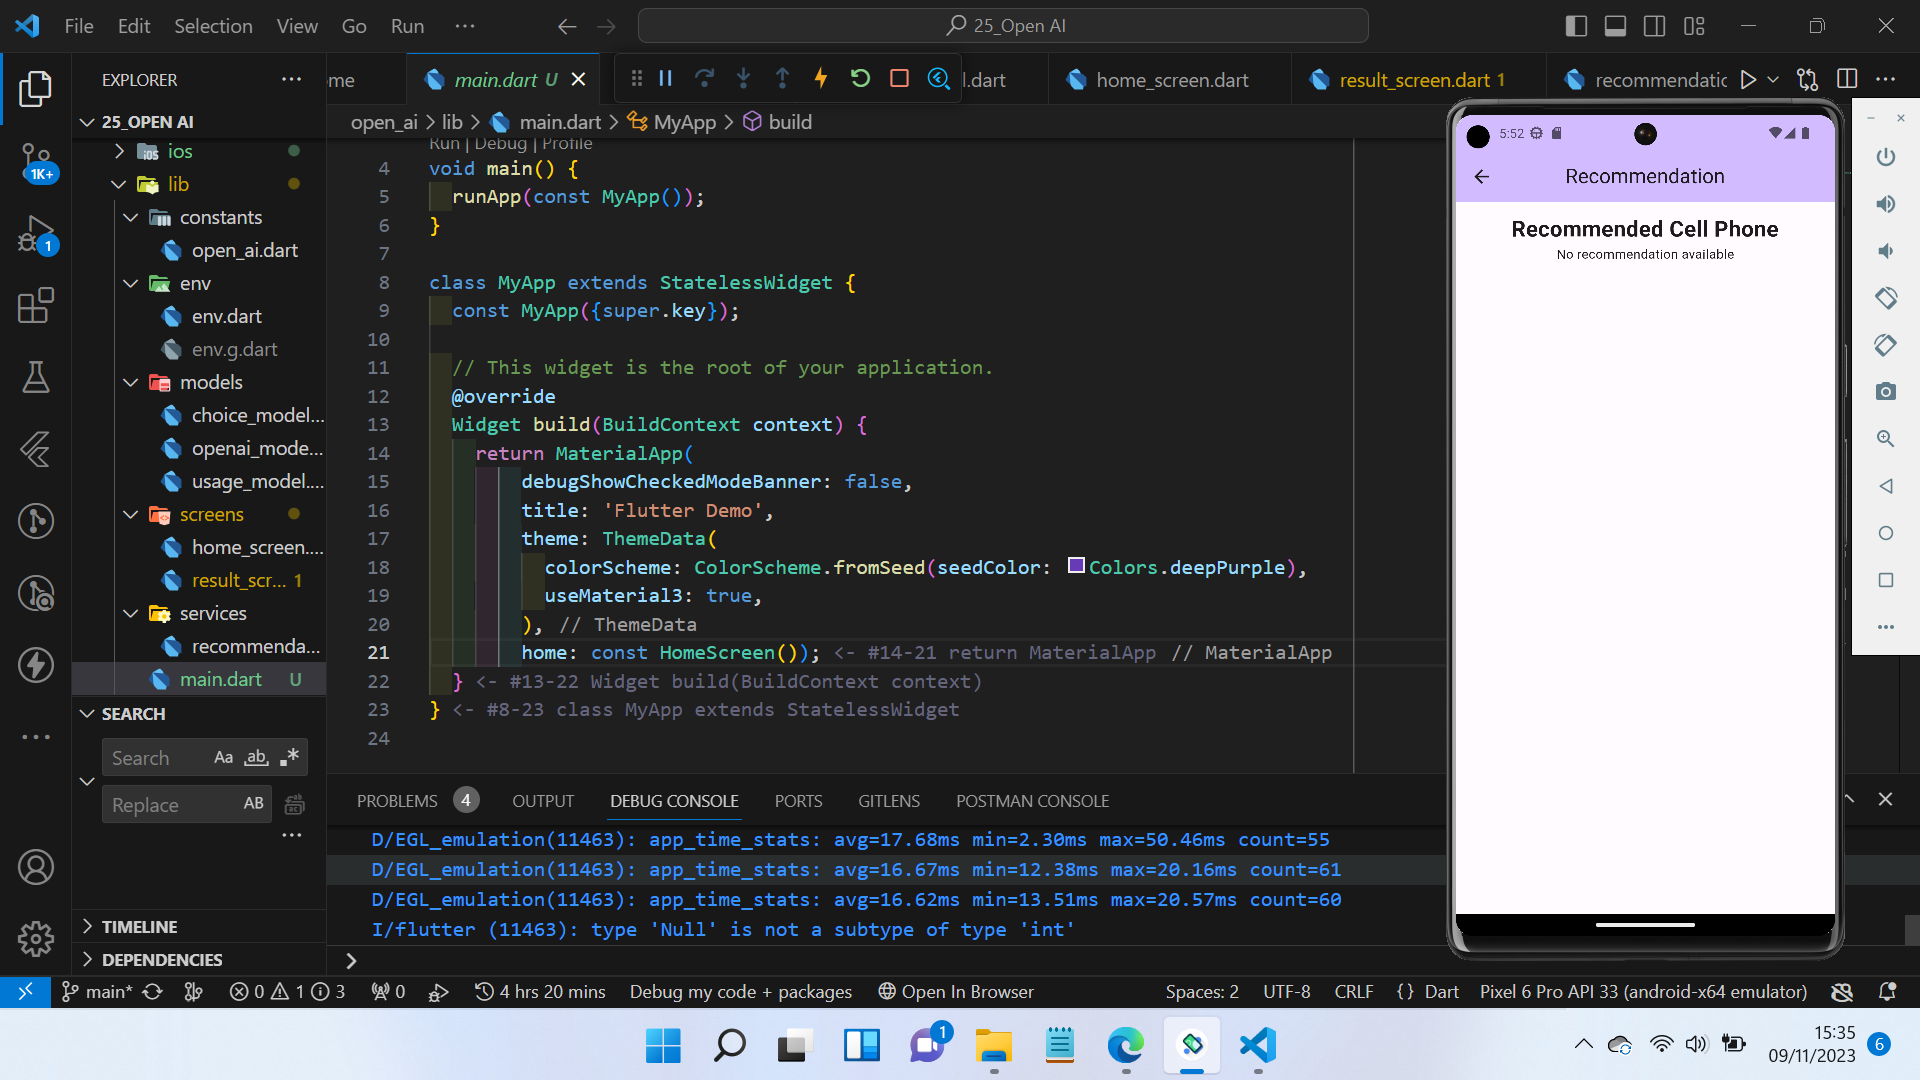 File Edit Selection View Go Run ...
25_Open AI
EXPLORER
25_OPEN AI
ios
lib
constants
open_ai.dart
env
env.dart
env.g.dart
models
choice_model....
openai_mode...
usage_model....
screens
home_screen....
result_scr... 1
services
recommenda...
main.dart U
SEARCH
Search Aa ab
Replace AB
TIMELINE
DEPENDENCIES
1K+
1
eme
main.dart U
l.dart
home_screen.dart
result_screen.dart 1
recommendatic
open_ai > lib > main.dart > MyApp > build
Run | Debug | Profile
4 void main() {
5 runApp(const MyApp());
6 }
7
8 class MyApp extends StatelessWidget {
9 const MyApp({super.key});
10
11 // This widget is the root of your application.
12 @override
13 Widget build(BuildContext context) {
14 return MaterialApp(
15 debugShowCheckedModeBanner: false,
16 title: 'Flutter Demo',
17 theme: ThemeData(
18 colorScheme: ColorScheme.fromSeed(seedColor: Colors.deepPurple),
19 useMaterial3: true,
20 ), // ThemeData
21 home: const HomeScreen()); <- #14-21 return MaterialApp // MaterialApp
22 } <- #13-22 Widget build(BuildContext context)
23 } <- #8-23 class MyApp extends StatelessWidget
24
PROBLEMS 4 OUTPUT DEBUG CONSOLE PORTS GITLENS POSTMAN CONSOLE
D/EGL_emulation(11463): app_time_stats: avg=17.68ms min=2.30ms max=50.46ms count=55
D/EGL_emulation(11463): app_time_stats: avg=16.67ms min=12.38ms max=20.16ms count=61
D/EGL_emulation(11463): app_time_stats: avg=16.62ms min=13.51ms max=20.57ms count=60
I/flutter (11463): type 'Null' is not a subtype of type 'int'
5:52
Recommendation
Recommended Cell Phone
No recommendation available
main* 0 1 3 0 4 hrs 20 mins Debug my code + packages Open In Browser Spaces: 2 UTF-8 CRLF {} Dart Pixel 6 Pro API 33 (android-x64 emulator)
1
15:35
09/11/2023
6